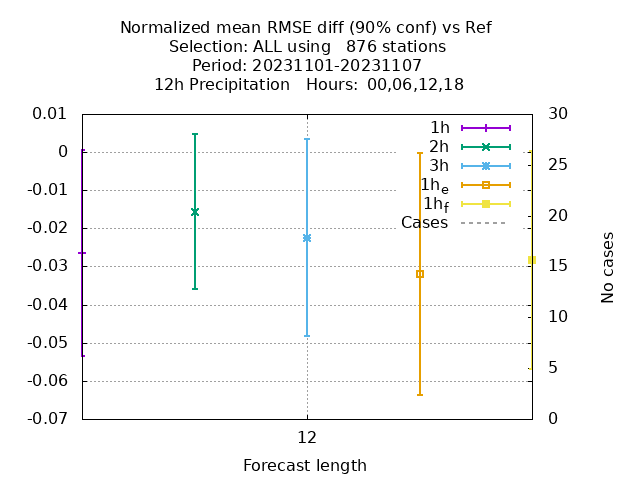 Normalized mean RMSE diff (90% conf) vs Ref
Selection: ALL using   876 stations
Period: 20231101-20231107
12h Precipitation   Hours:  00,06,12,18
0.01
0
-0.01
-0.02
-0.03
-0.04
-0.05
-0.06
-0.07
30
25
20
15
10
5
0
1h
2h
3h
1he
1hf
Cases
No cases
12
Forecast length